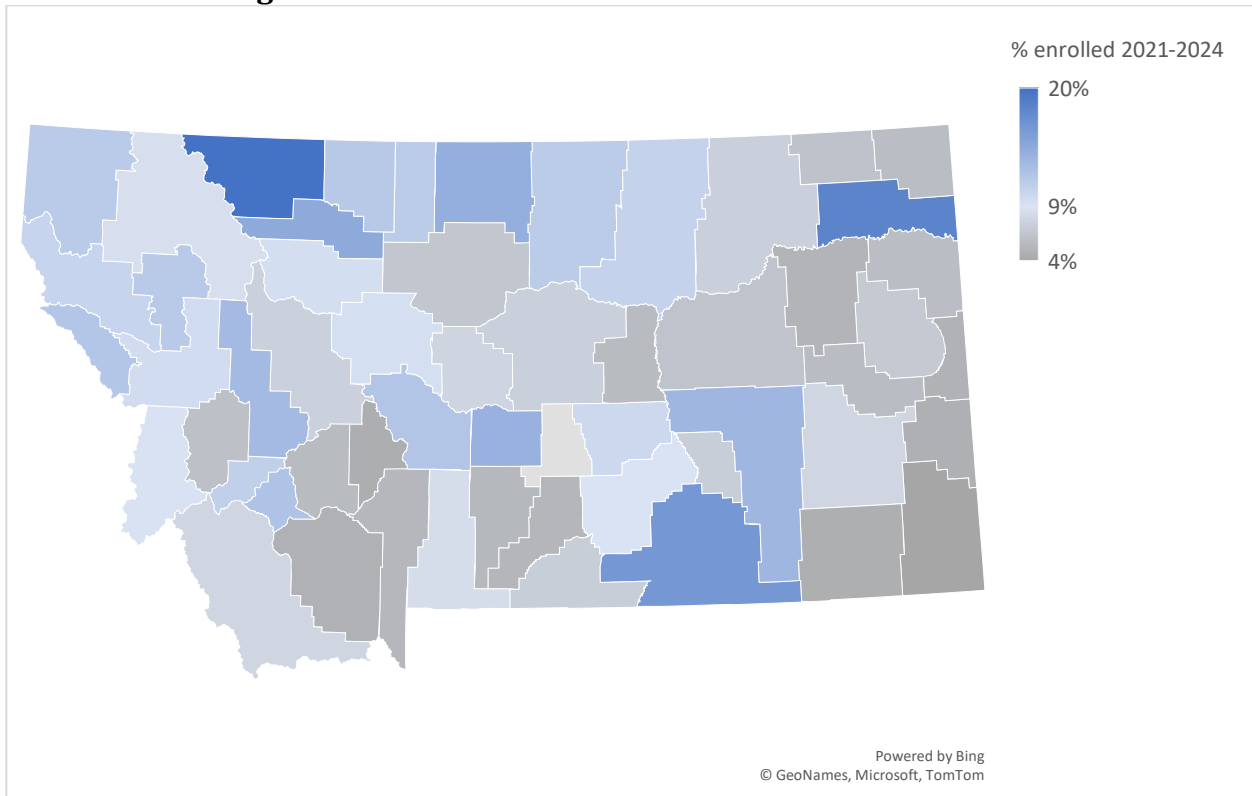 % enrolled 2021-2024
20%
9%
4%
Powered by Bing
© GeoNames, Microsoft, TomTom